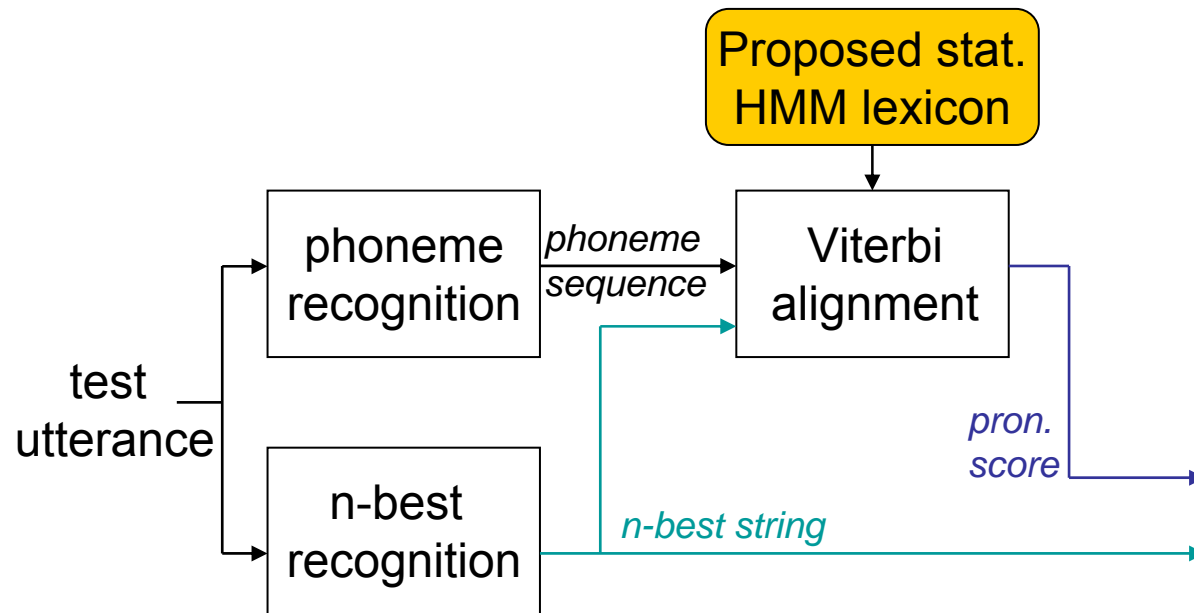 Proposed stat.
HMM lexicon
phoneme
recognition
phoneme
sequence
Viterbi
alignment
test
utterance
pron.
score
n-best
recognition
n-best string